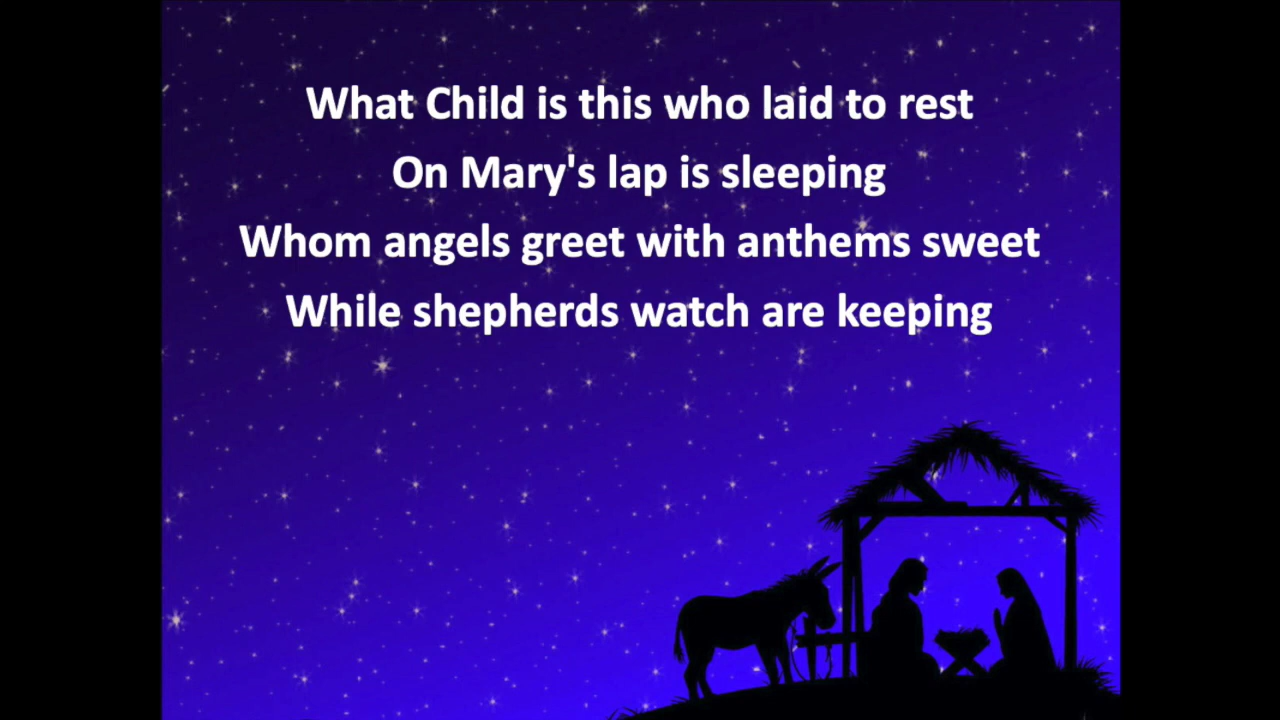 What Child is this who laid to rest
On Mary's lap is sleeping
Whom angels greet with anthems sweet
While shepherds watch are keeping